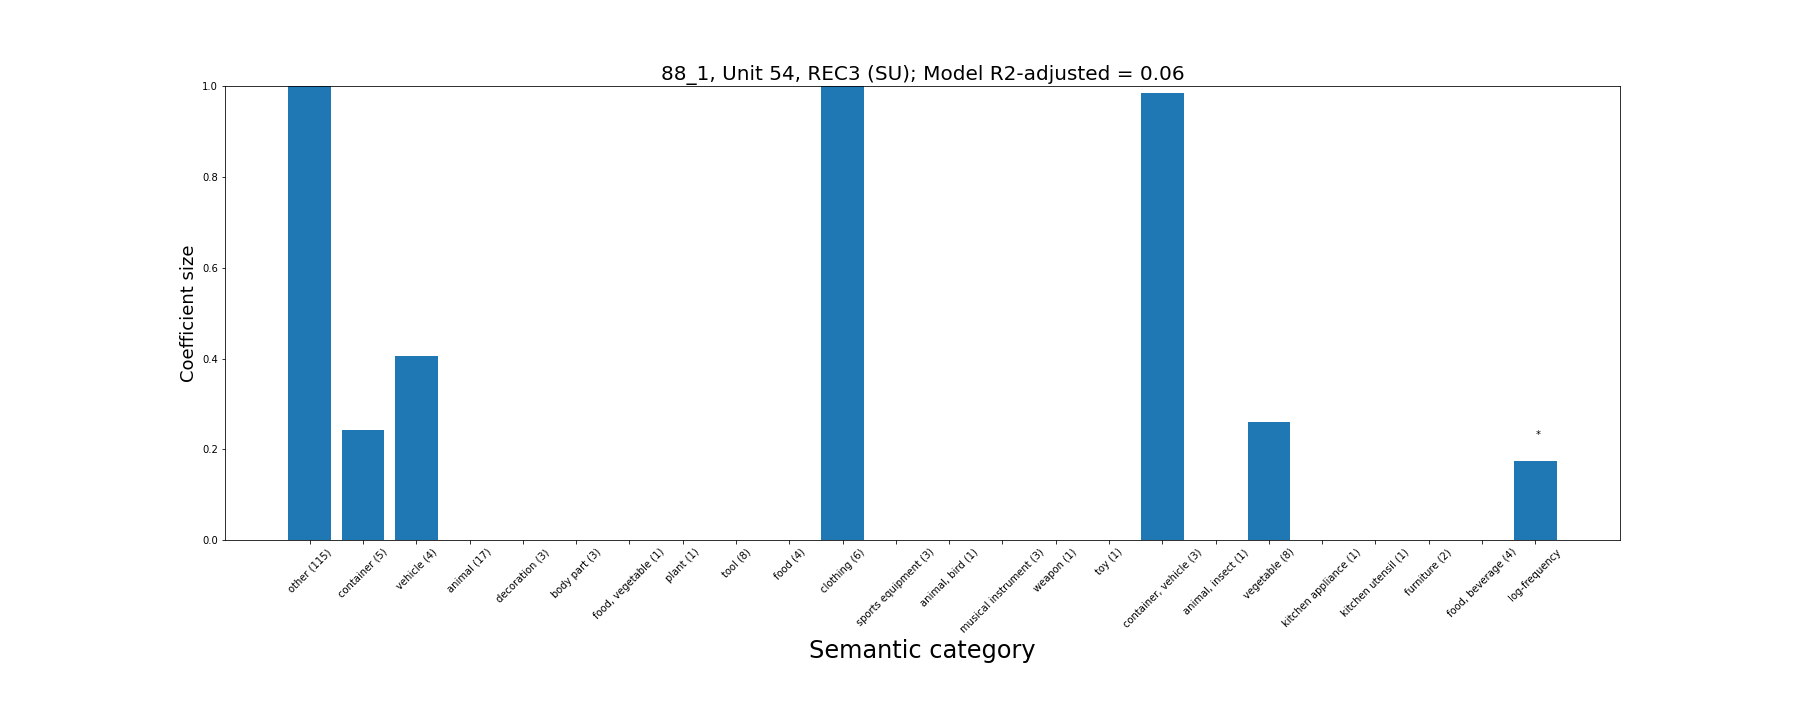 88_1, Unit 54, REC3 (SU); Model R2-adjusted = 0.06
1.0
0.8
0.6
0.4
0.2
0.0
Coefficient size
*
other (115)
container (5)
vehicle (4)
animal (17)
decoration (3)
body part (3)
food, vegetable (1)
plant (1)
tool (8)
food (4)
clothing (6)
sports equipment (3)
animal, bird (1)
musical instrument (3)
weapon (1)
toy (1)
container, vehicle (3)
animal, insect (1)
vegetable (8)
kitchen appliance (1)
kitchen utensil (1)
furniture (2)
food, beverage (4)
log-frequency
Semantic category